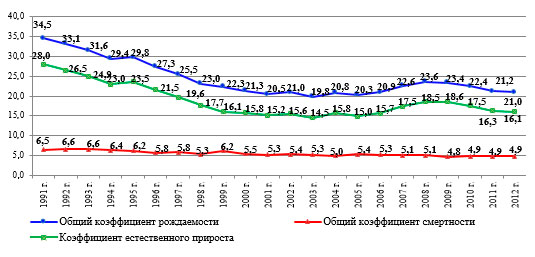 40,0
35,0
30,0
25,0
20,0
15,0
10,0
5,0
0,0
34,5 33,1 31,6 29,4 29,8 27,3 25,5 23,0 22,3 21,3 20,5 21,0 19,8 20,8 20,3 20,9 22,6 23,6 23,4 22,4 21,2 21,0
28,0 26,5 24,9 23,0 23,5 21,5 19,6 17,7 16,1 15,8 15,2 15,6 14,5 15,8 15,0 15,7 17,5 18,5 18,6 17,5 16,3 16,1
6,5 6,6 6,6 6,4 6,2 5,8 5,8 5,3 6,2 5,5 5,3 5,4 5,3 5,0 5,4 5,3 5,1 5,1 4,8 4,9 4,9 4,9
1991 г. 1992 г. 1993 г. 1994 г. 1995 г. 1996 г. 1997 г. 1998 г. 1999 г. 2000 г. 2001 г. 2002 г. 2003 г. 2004 г. 2005 г. 2006 г. 2007 г. 2008 г. 2009 г. 2010 г. 2011 г. 2012 г.
Общий коэффициент рождаемости Общий коэффициент смертности
Коэффициент естественного прироста